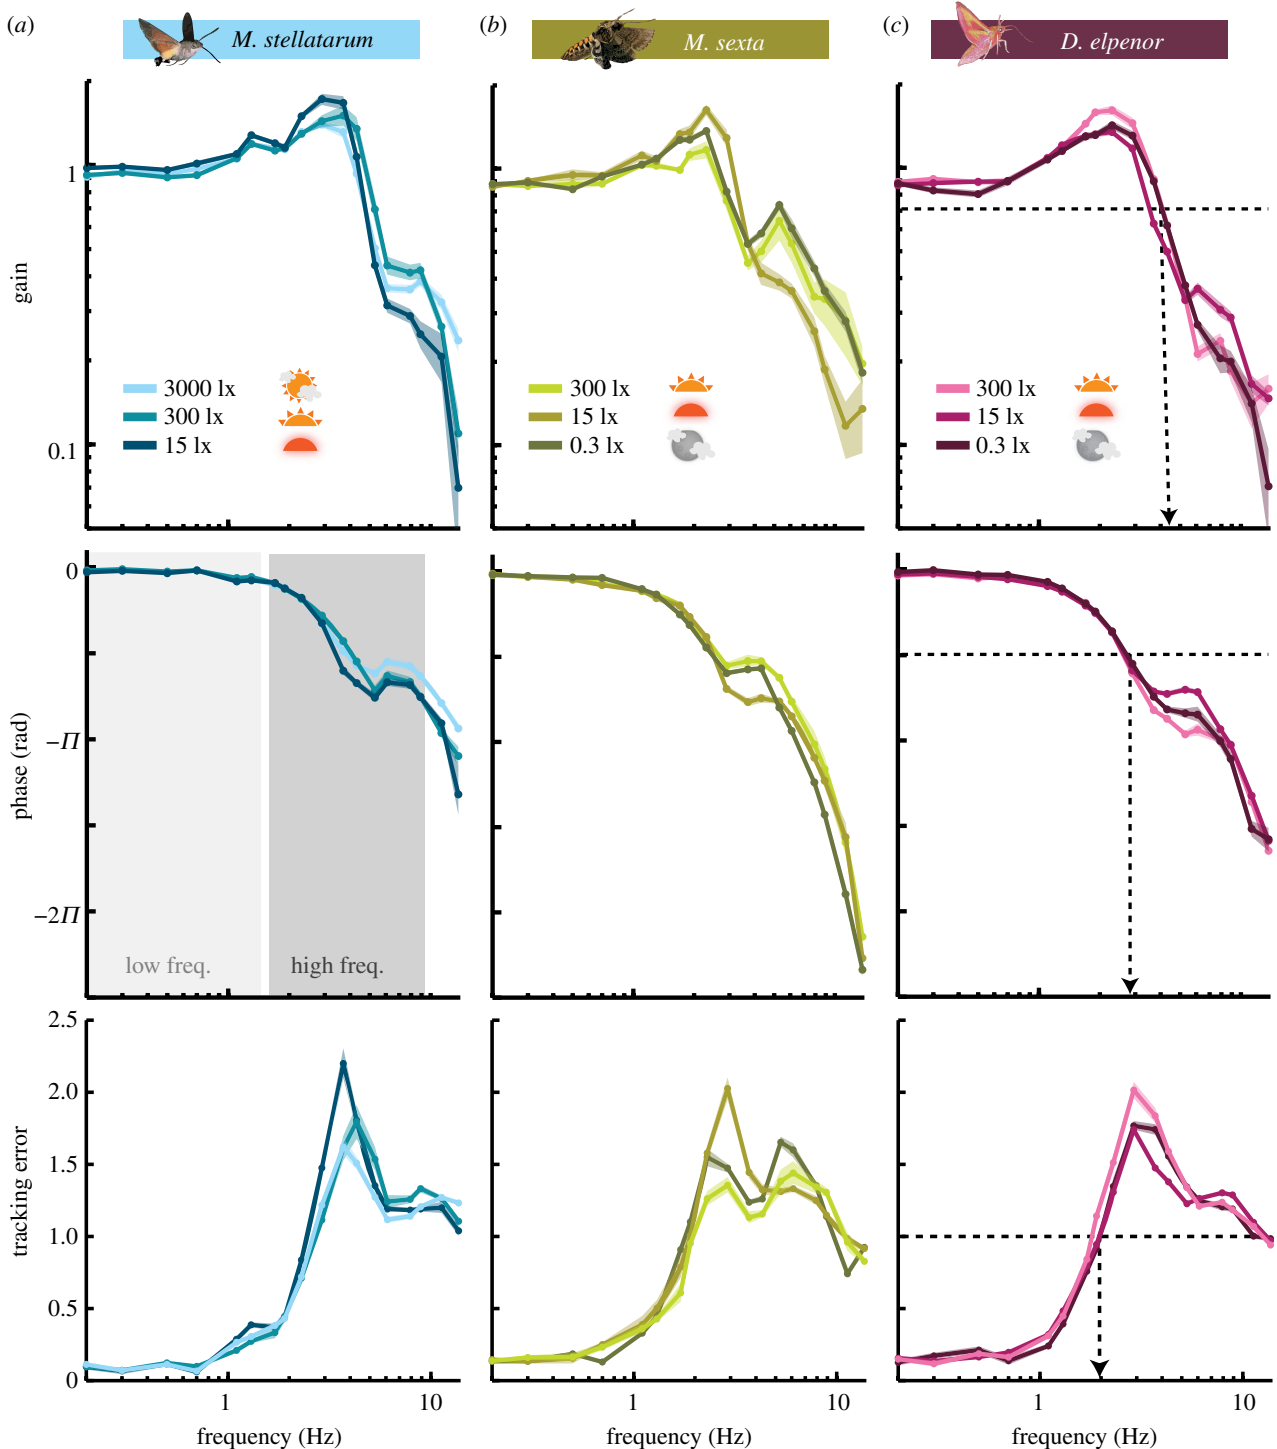 (a) M. stellatarum
(b) M. sexta
(c) D. elpenor
gain
1
0.1
3000 lx
300 lx
15 lx
300 lx
15 lx
0.3 lx
300 lx
15 lx
0.3 lx
phase (rad)
0
−Π
−2Π
low freq.
high freq.
tracking error
2.5
2.0
1.5
1.0
0.5
0
1 10
1 10
1 10
frequency (Hz)
frequency (Hz)
frequency (Hz)